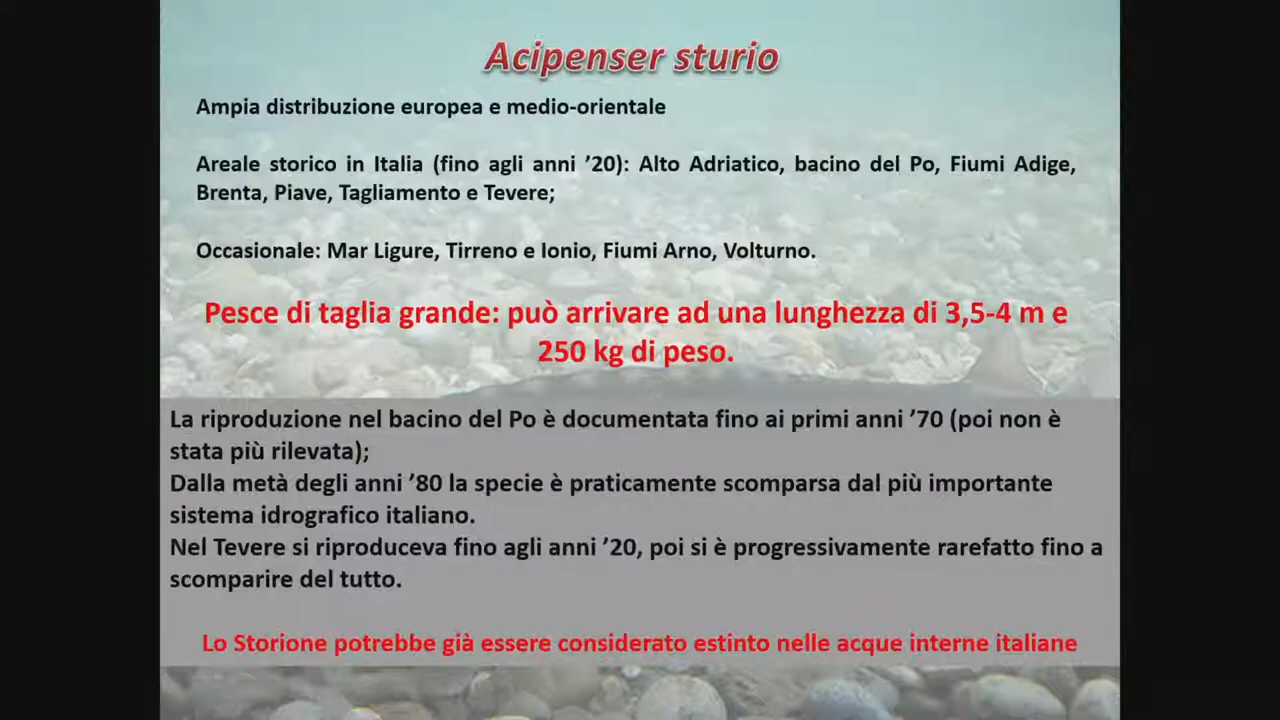 Acipenser sturio
Ampia distribuzione europea e medio-orientale
Areale storico in Italia (fino agli anni ’20): Alto Adriatico, bacino del Po, Fiumi Adige,
Brenta, Piave, Tagliamento e Tevere;
Occasionale: Mar Ligure, Tirreno e Ionio, Fiumi Arno, Volturno.
Pesce di taglia grande: può arrivare ad una lunghezza di 3,5-4 m e
250 kg di peso.
La riproduzione nel bacino del Po è documentata fino ai primi anni ’70 (poi non è
stata più rilevata);
Dalla metà degli anni ’80 la specie è praticamente scomparsa dal più importante
sistema idrografico italiano.
Nel Tevere si riproduceva fino agli anni ’20, poi si è progressivamente rarefatto fino a
scomparire del tutto.
Lo Storione potrebbe già essere considerato estinto nelle acque interne italiane